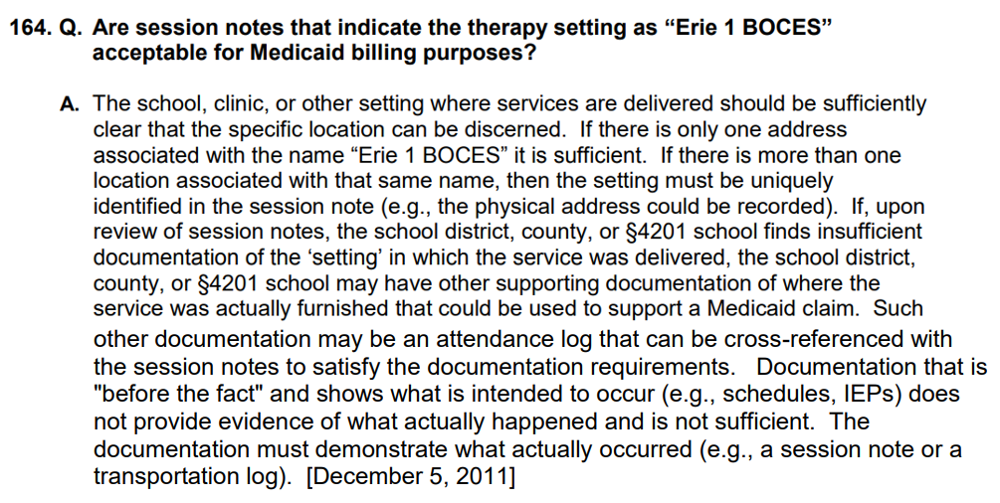 164. Q. Are session notes that indicate the therapy setting as “Erie 1 BOCES”
acceptable for Medicaid billing purposes?
A. The school, clinic, or other setting where services are delivered should be sufficiently
clear that the specific location can be discerned.  If there is only one address
associated with the name “Erie 1 BOCES” it is sufficient.  If there is more than one
location associated with that same name, then the setting must be uniquely
identified in the session note (e.g., the physical address could be recorded).  If, upon
review of session notes, the school district, county, or §4201 school finds insufficient
documentation of the ‘setting’ in which the service was delivered, the school district,
county, or §4201 school may have other supporting documentation of where the
service was actually furnished that could be used to support a Medicaid claim.  Such
other documentation may be an attendance log that can be cross-referenced with
the session notes to satisfy the documentation requirements.   Documentation that is
"before the fact" and shows what is intended to occur (e.g., schedules, IEPs) does
not provide evidence of what actually happened and is not sufficient.  The
documentation must demonstrate what actually occurred (e.g., a session note or a
transportation log).  [December 5, 2011]